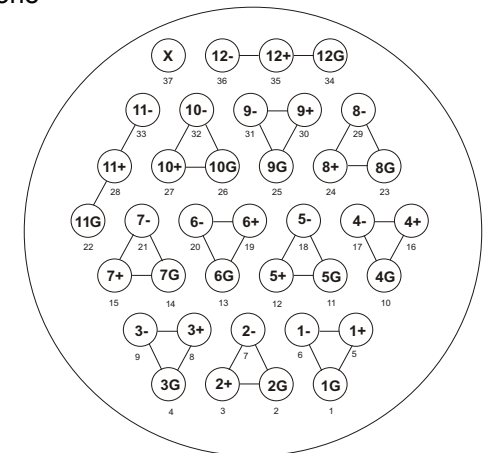 X 12- 12+ 12G
37 36 35 34
11- 10- 9- 9+ 8-
33 32 31 30 29
11+ 10+ 10G 9G 8+ 8G
28 27 26 25 24 23
11G 7- 6- 6+ 5- 4- 4+
22 21 20 19 18 17 16
7+ 7G 6G 5+ 5G 4G
15 14 13 12 11 10
3- 3+ 2- 1- 1+
9 8 7 6 5
3G 2+ 2G 1G
4 3 2 1